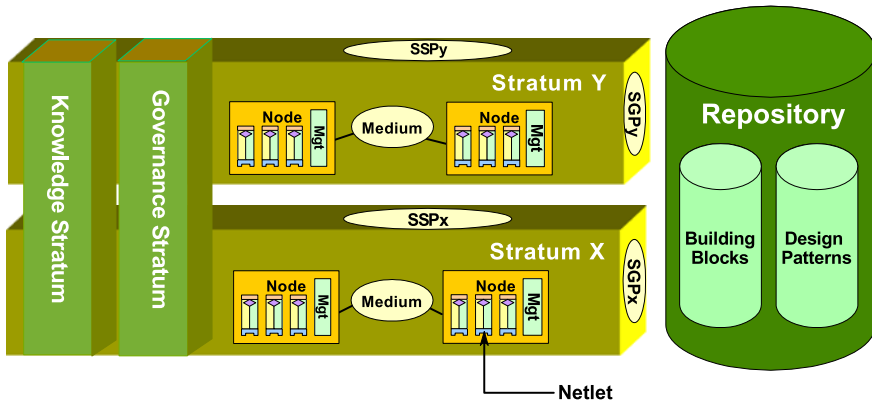 SSPy
Stratum Y
SGPy
Node
Mgt
Medium
Node
Mgt
Knowledge Stratum
Governance Stratum
SSPx
Stratum X
SGPx
Node
Mgt
Medium
Node
Mgt
Netlet
Repository
Building
Blocks
Design
Patterns